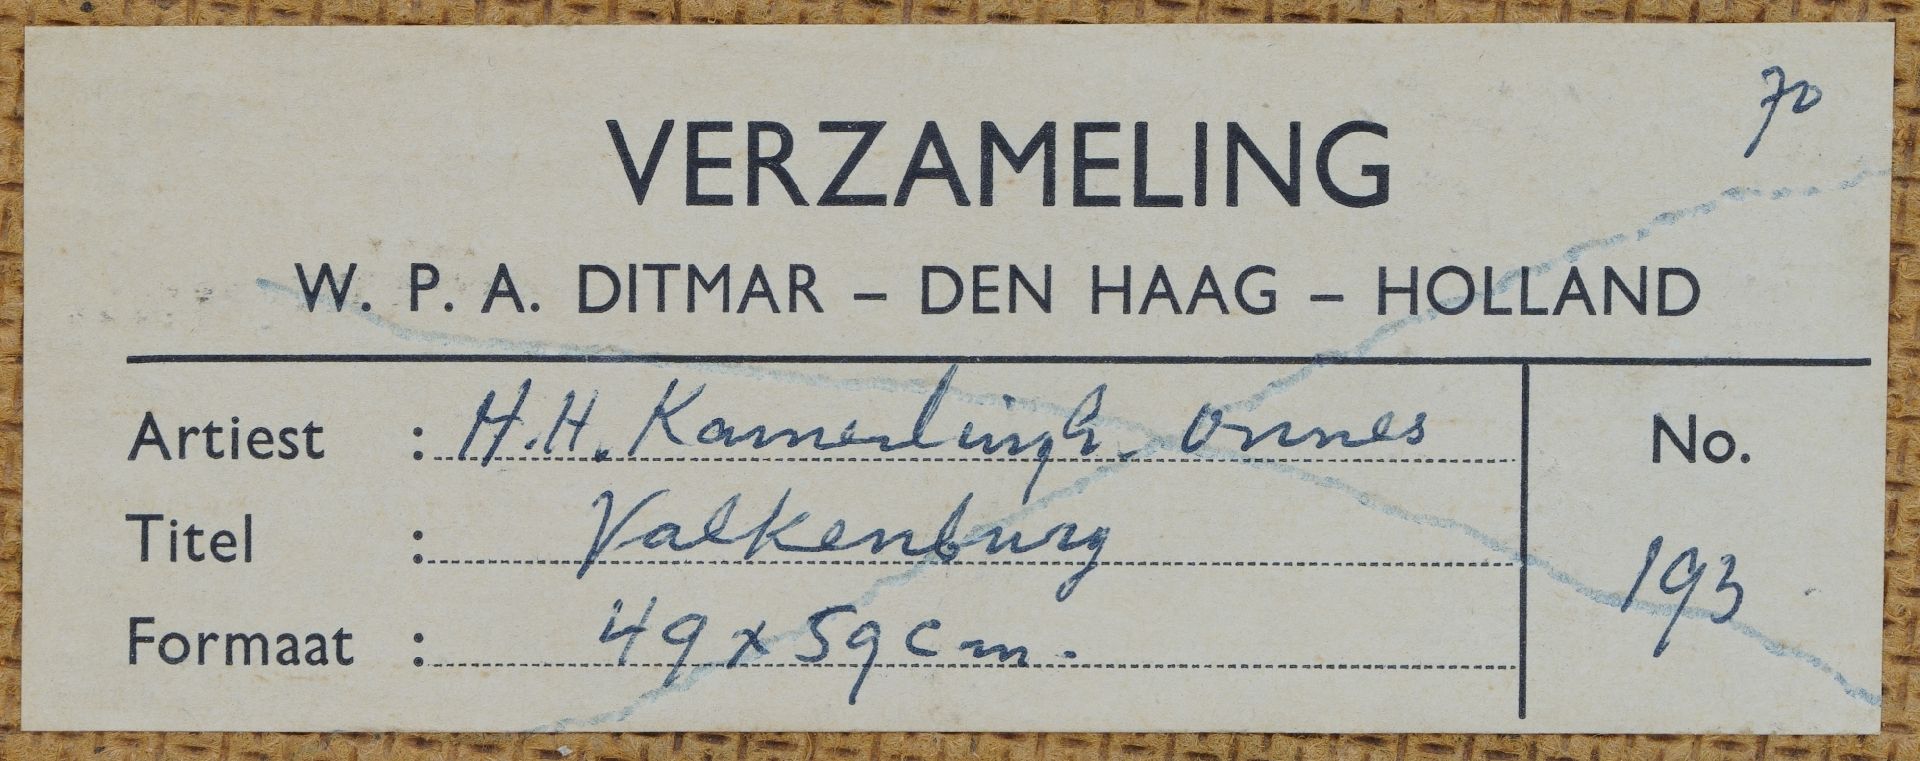 70
VERZAMELING
W. P. A. DITMAR – DEN HAAG – HOLLAND
Artiest : H.H. Kamerlingh. Onnes
No.
Titel : Valkenburg
193
Formaat : 49 x 59 cm.